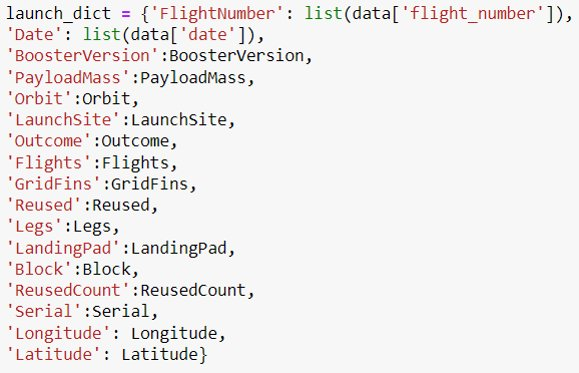 launch_dict = {'FlightNumber': list(data['flight_number']),
'Date': list(data['date']),
'BoosterVersion':BoosterVersion,
'PayloadMass':PayloadMass,
'Orbit':Orbit,
'LaunchSite':LaunchSite,
'Outcome':Outcome,
'Flights':Flights,
'GridFins':GridFins,
'Reused':Reused,
'Legs':Legs,
'LandingPad':LandingPad,
'Block':Block,
'ReusedCount':ReusedCount,
'Serial':Serial,
'Longitude': Longitude,
'Latitude': Latitude}